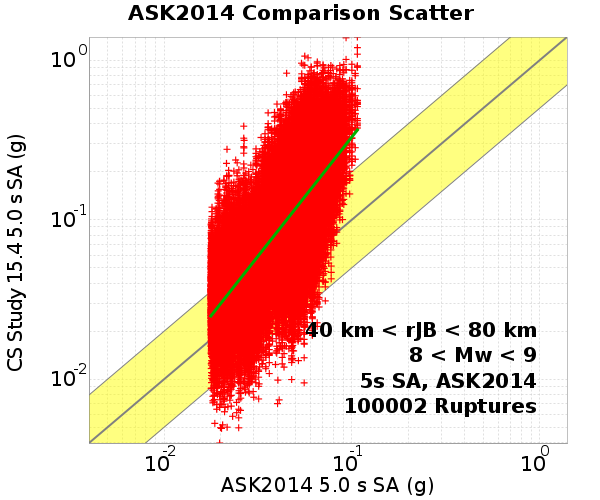 ASK2014 Comparison Scatter
CS Study 15.4 5.0 s SA (g)
10^0
10^-1
10^-2
40 km < rJB < 80 km
8 < Mw < 9
5s SA, ASK2014
100002 Ruptures
10^-2
10^-1
10^0
ASK2014 5.0 s SA (g)